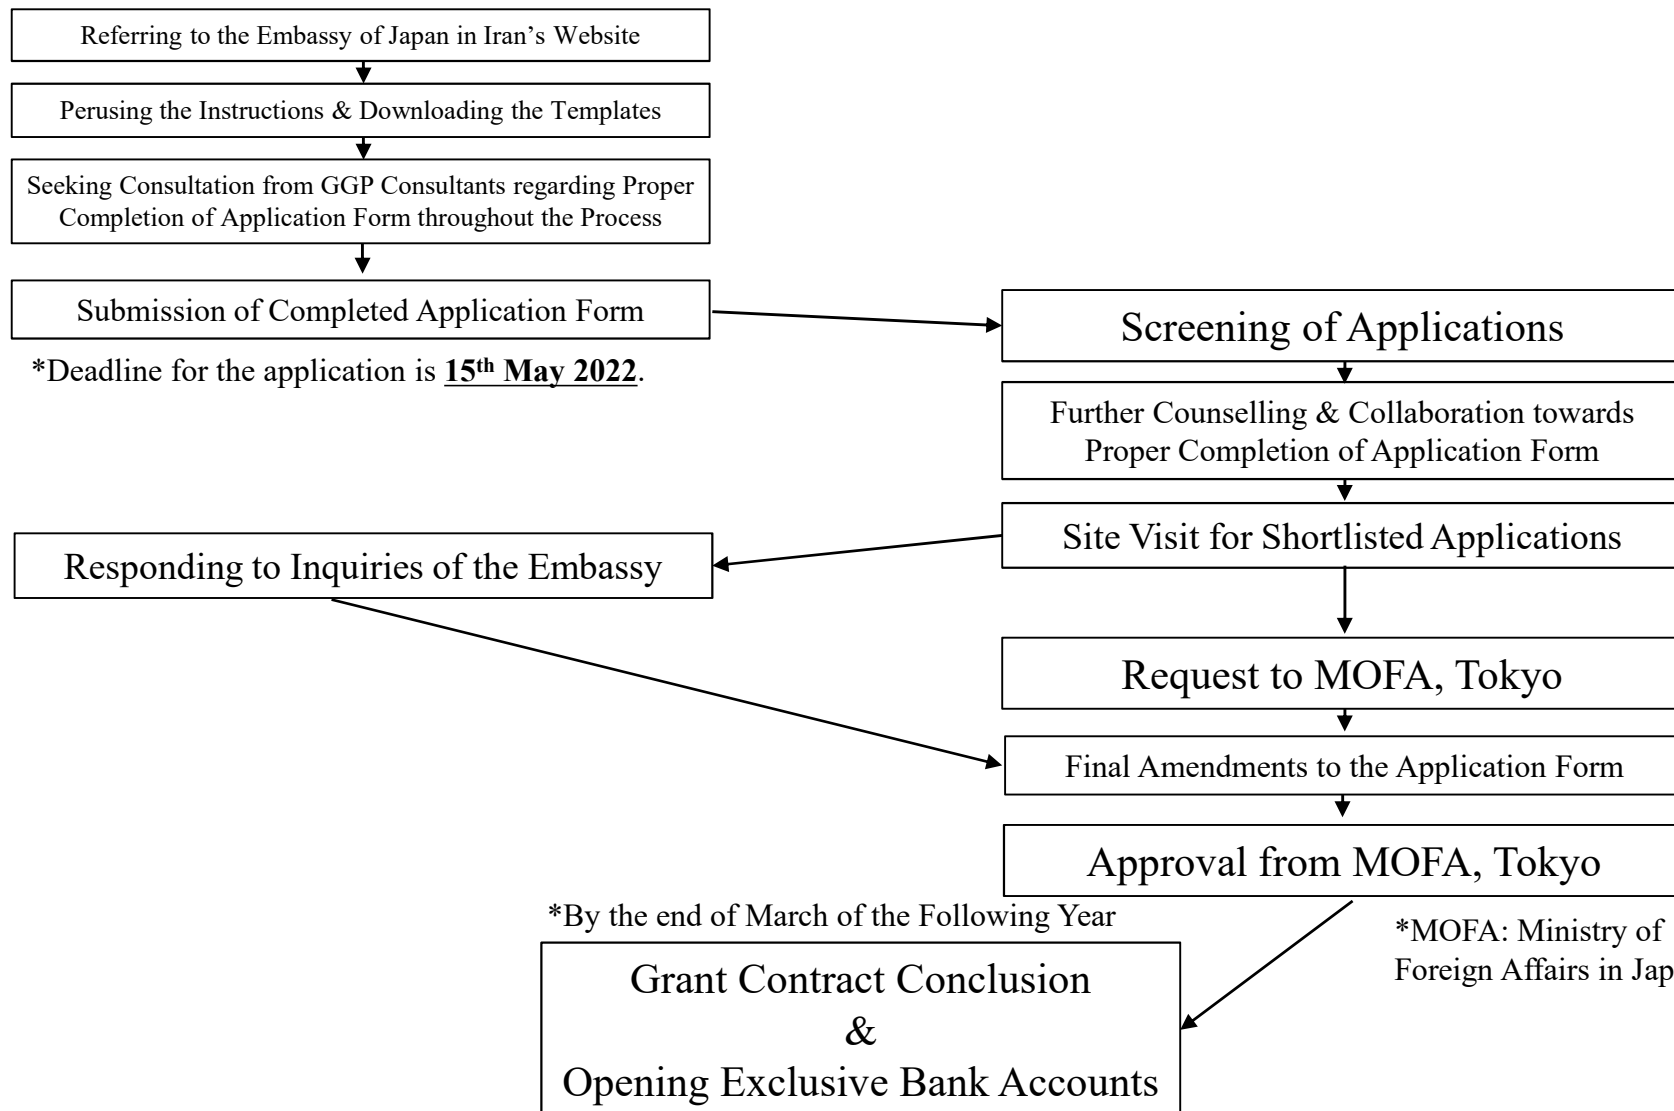 Referring to the Embassy of Japan in Iran’s Website
Perusing the Instructions & Downloading the Templates
Seeking Consultation from GGP Consultants regarding Proper
Completion of Application Form throughout the Process
Submission of Completed Application Form
*Deadline for the application is 15th May 2022.
Screening of Applications
Further Counselling & Collaboration towards
Proper Completion of Application Form
Site Visit for Shortlisted Applications
Responding to Inquiries of the Embassy
Request to MOFA, Tokyo
Final Amendments to the Application Form
Approval from MOFA, Tokyo
*By the end of March of the Following Year
*MOFA: Ministry of
Foreign Affairs in Jap
Grant Contract Conclusion
&
Opening Exclusive Bank Accounts